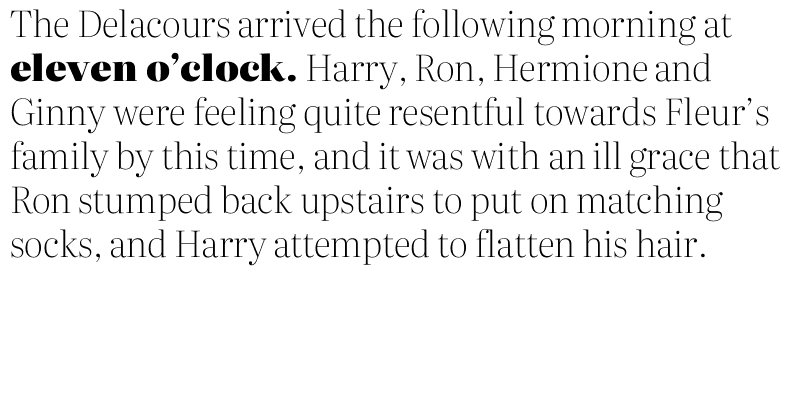 The Delacours arrived the following morning at
eleven o’clock. Harry, Ron, Hermione and
Ginny were feeling quite resentful towards Fleur’s
family by this time, and it was with an ill grace that
Ron stumped back upstairs to put on matching
socks, and Harry attempted to flatten his hair.